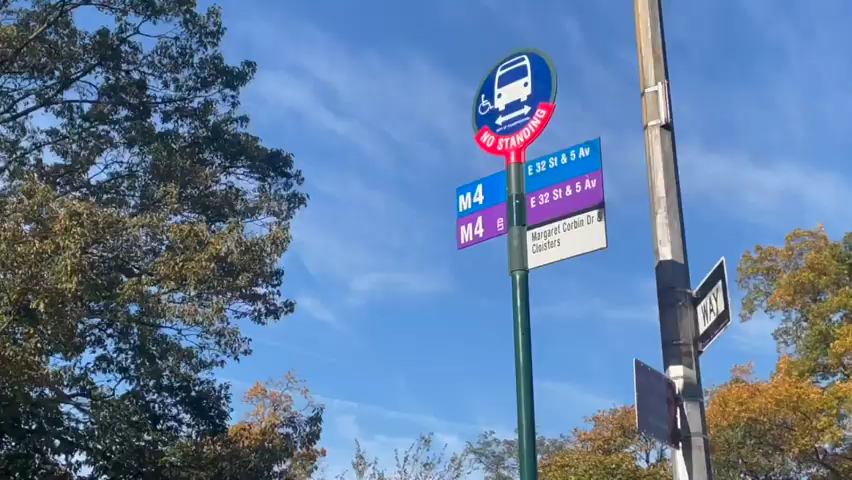 NO STANDING
M4
E 32 St & 5 Av
M4
E 32 St & 5 Av
Margaret Corbin Dr &
Cloisters
WAY